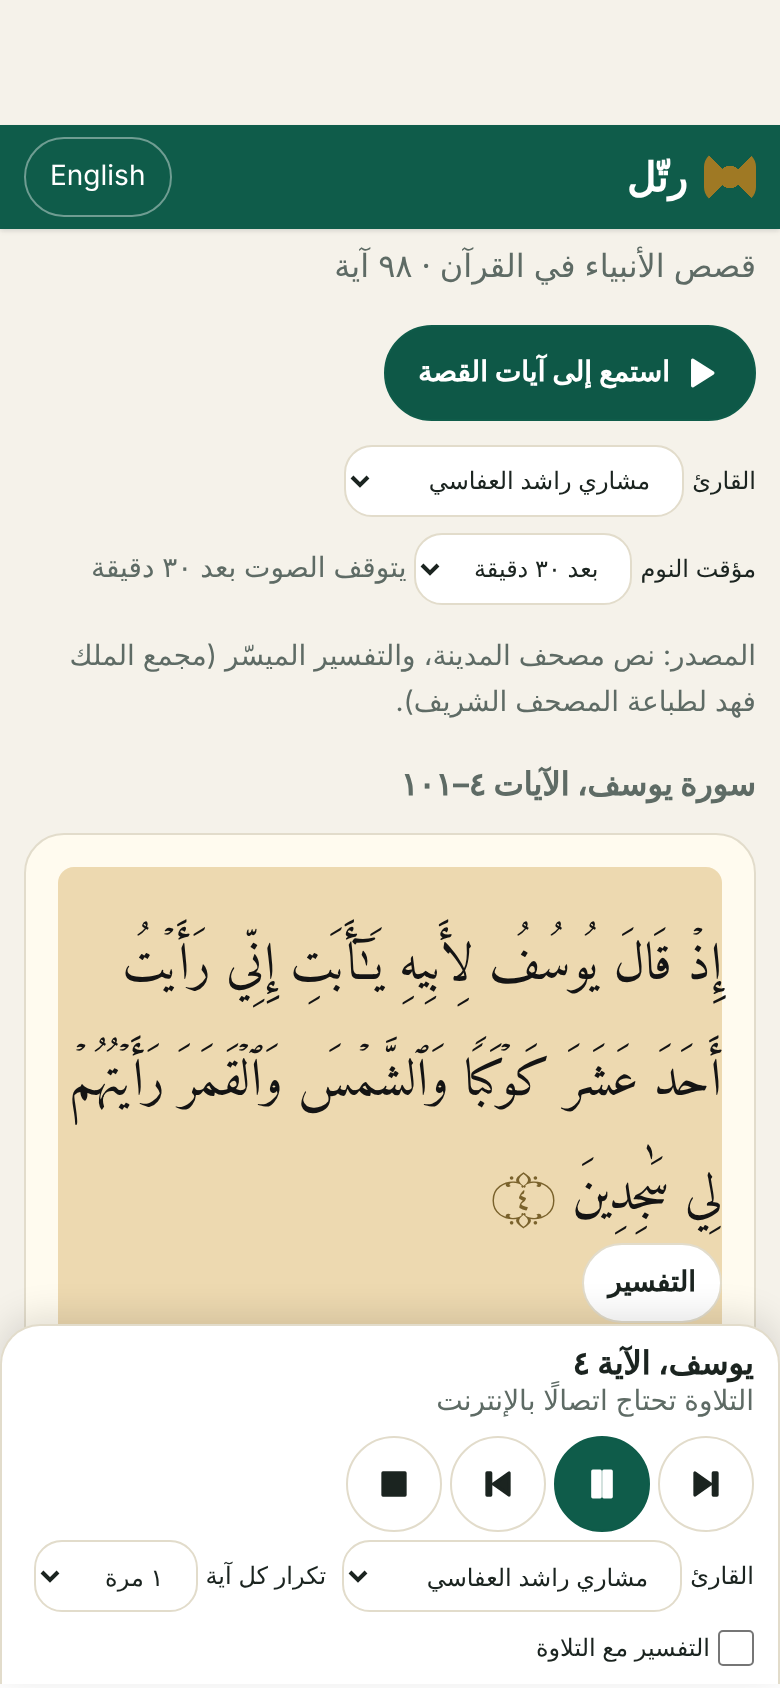 رتّل
English
قصص الأنبياء في القرآن · ٩٨ آية
استمع إلى آيات القصة
القارئ مشاري راشد العفاسي
مؤقت النوم بعد ٣٠ دقيقة يتوقف الصوت بعد ٣٠ دقيقة
المصدر: نص مصحف المدينة، والتفسير الميسّر (مجمع الملك
فهد لطباعة المصحف الشريف).
سورة يوسف، الآيات ٤–١٠١
إِذۡ قَالَ يُوسُفُ لِأَبِيهِ يَٰٓأَبَتِ إِنِّي رَأَيۡتُ
أَحَدَ عَشَرَ كَوۡكَبٗا وَٱلشَّمۡسَ وَٱلۡقَمَرَ رَأَيۡتُهُمۡ
لِي سَٰجِدِينَ ٤
التفسير
يوسف، الآية ٤
التلاوة تحتاج اتصالًا بالإنترنت
القارئ مشاري راشد العفاسي تكرار كل آية ١ مرة
التفسير مع التلاوة